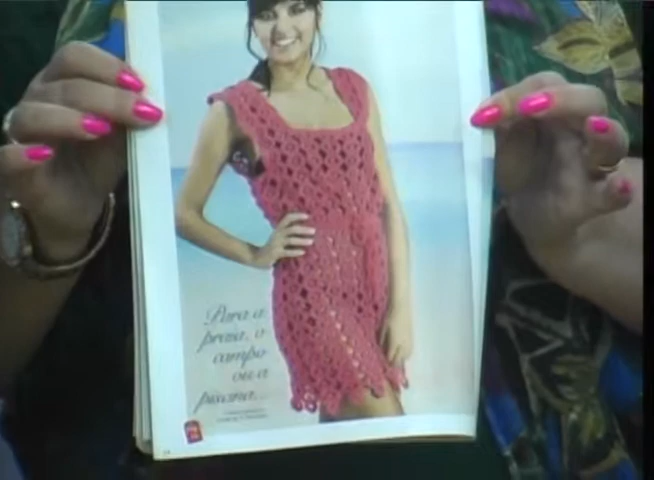 Para a
praia, o
campo
ou a
piscina...